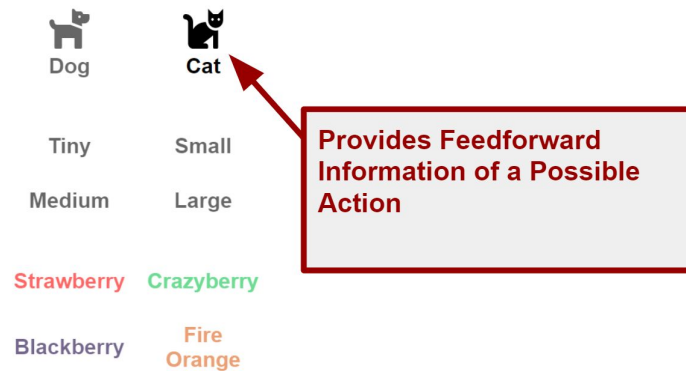 Dog Cat
Tiny Small
Medium Large
Provides Feedforward
Information of a Possible
Action
Strawberry Crazyberry
Blackberry Fire
Orange